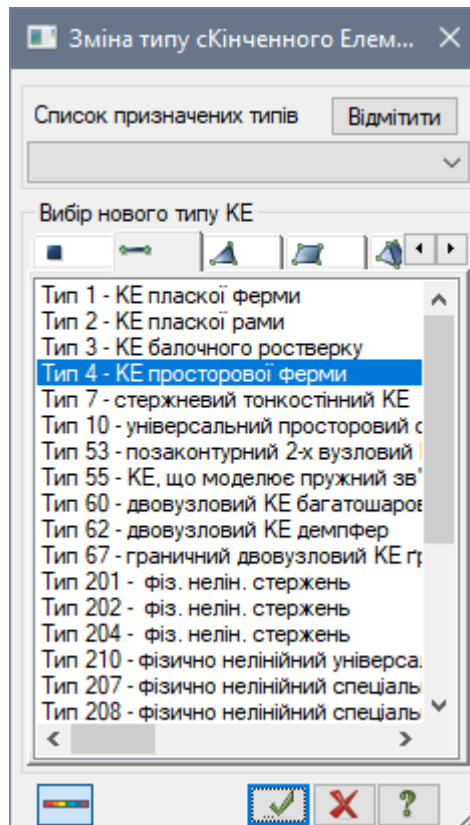 Зміна типу сКінченного Елем...
Список призначених типів
Відмітити
Вибір нового типу КЕ
Тип 1 - КЕ плаской ферми
Тип 2 - КЕ плаской рами
Тип 3 - КЕ балочного ростверку
Тип 4 - КЕ просторової ферми
Тип 7 - стержневий тонкостінний КЕ
Тип 10 - універсальний просторовий с
Тип 53 - позаконтурний 2-х вузловий
Тип 55 - КЕ, що моделює пружний зв'
Тип 60 - двовузловий КЕ багатошаров
Тип 62 - двовузловий КЕ демпфер
Тип 67 - граничний двовузловий КЕ ґр
Тип 201 - фіз. нелін. стержень
Тип 202 - фіз. нелін. стержень
Тип 204 - фіз. нелін. стержень
Тип 210 - фізично нелінійний універса
Тип 207 - фізично нелінійний спеціаль
Тип 208 - фізично нелінійний спеціаль